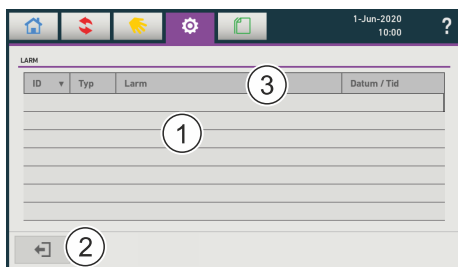 1-Jun-2020
10:00
?
LARM
ID ▼ Typ Larm 3 Datum / Tid
1
2